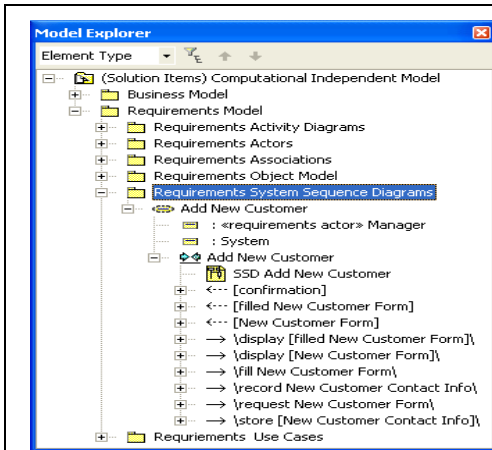 Model Explorer
Element Type
(Solution Items) Computational Independent Model
Business Model
Requirements Model
Requirements Activity Diagrams
Requirements Actors
Requirements Associations
Requirements Object Model
Requirements System Sequence Diagrams
Add New Customer
: «requirements actor» Manager
: System
Add New Customer
SSD Add New Customer
[confirmation]
[filled New Customer Form]
[New Customer Form]
\display [filled New Customer Form]\
\display [New Customer Form]\
\fill New Customer Form\
\record New Customer Contact Info\
\request New Customer Form\
\store [New Customer Contact Info]\
Requriements Use Cases